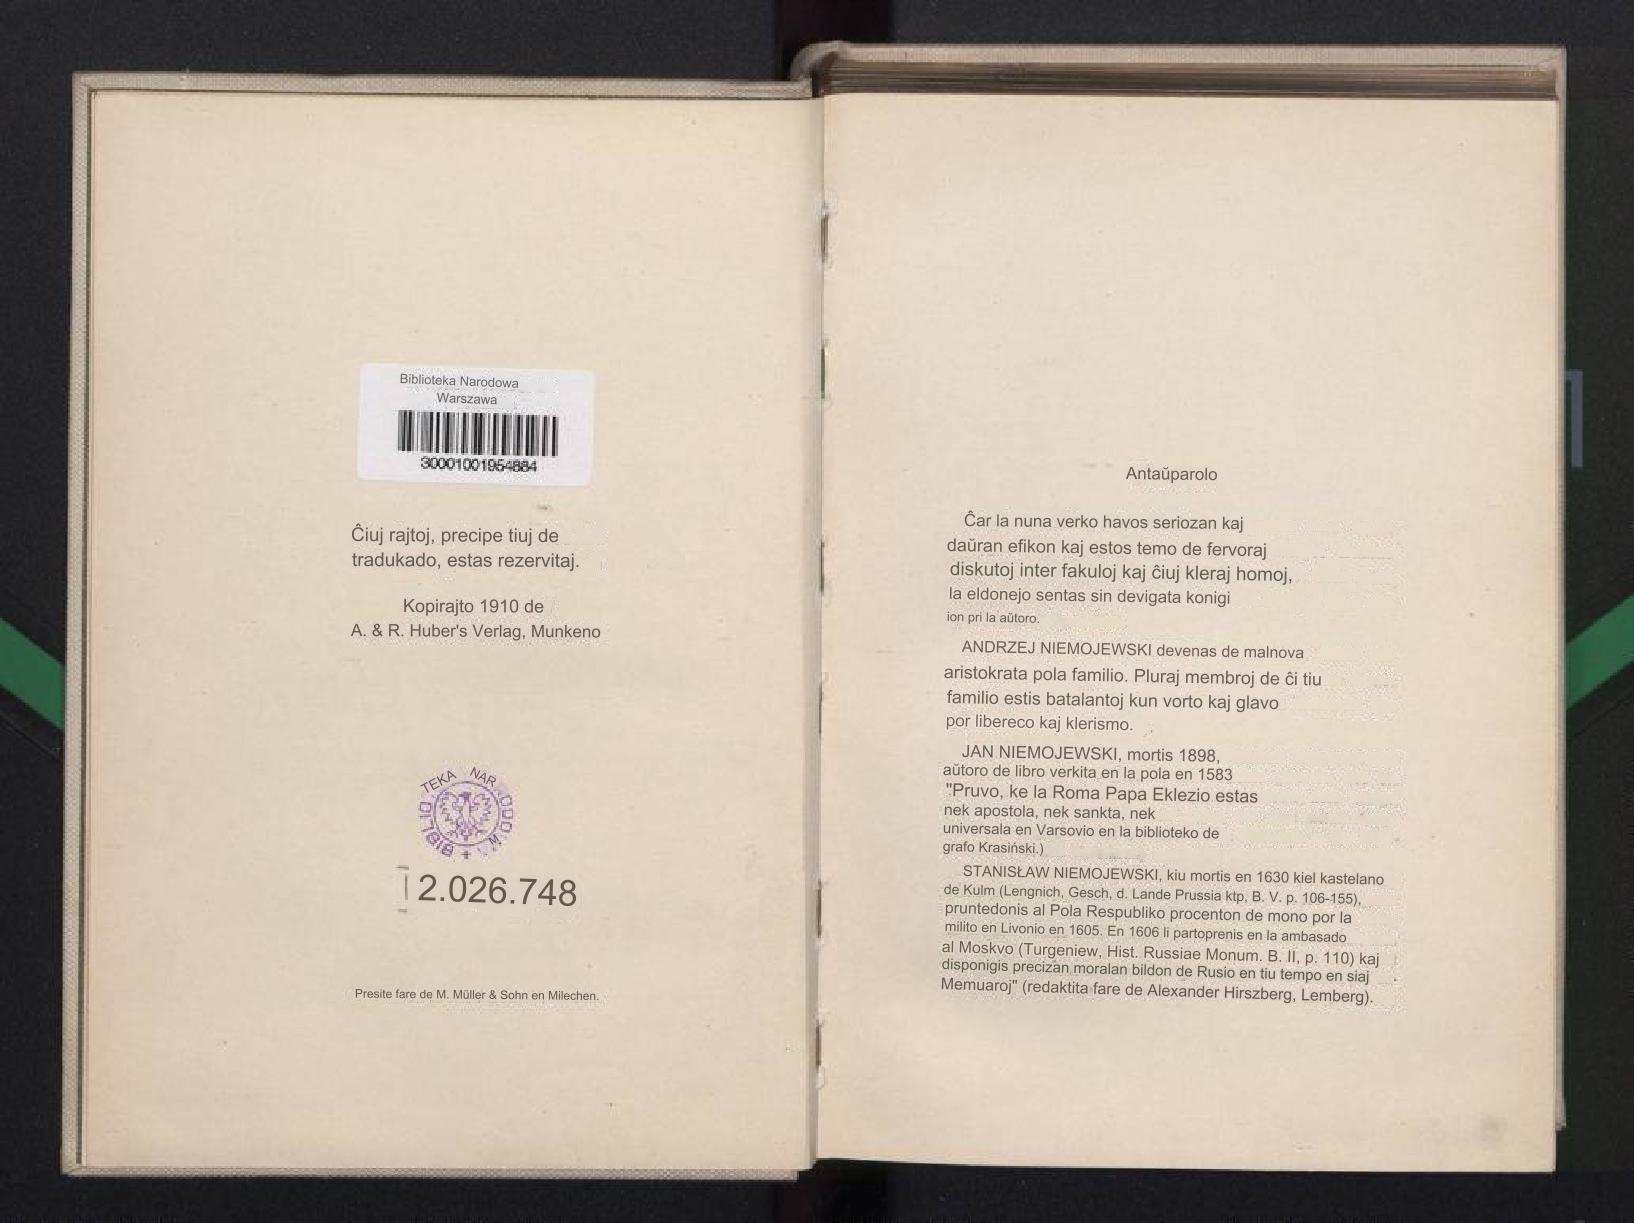 Biblioteka Narodowa
Warszawa
30001001954884
Ĉiuj rajtoj, precipe tiuj de
tradukado, estas rezervitaj.
Kopirajto 1910 de
A. & R. Huber's Verlag, Munkeno
BIBLIO TEKA NAR ODOW
2.026.748
Presite fare de M. Müller & Sohn en Milechen.
Antaŭparolo
Ĉar la nuna verko havos seriozan kaj
daŭran efikon kaj estos temo de fervoraj
diskutoj inter fakuloj kaj ĉiuj kleraj homoj,
la eldonejo sentas sin devigata konigi
ion pri la aŭtoro.
ANDRZEJ NIEMOJEWSKI devenas de malnova
aristokrata pola familio. Pluraj membroj de ĉi tiu
familio estis batalantoj kun vorto kaj glavo
por libereco kaj klerismo.
JAN NIEMOJEWSKI, mortis 1898,
aŭtoro de libro verkita en la pola en 1583
"Pruvo, ke la Roma Papa Eklezio estas
nek apostola, nek sankta, nek
universala en Varsovio en la biblioteko de
grafo Krasiński.)
STANISŁAW NIEMOJEWSKI, kiu mortis en 1630 kiel kastelano
de Kulm (Lengnich, Gesch, d. Lande Prussia ktp, B. V. p. 106-155),
pruntedonis al Pola Respubliko procenton de mono por la
milito en Livonio en 1605. En 1606 li partoprenis en la ambasado
al Moskvo (Turgeniew, Hist. Russiae Monum. B. II, p. 110) kaj
disponigis precizan moralan bildon de Rusio en tiu tempo en siaj
Memuaroj" (redaktita fare de Alexander Hirszberg, Lemberg).